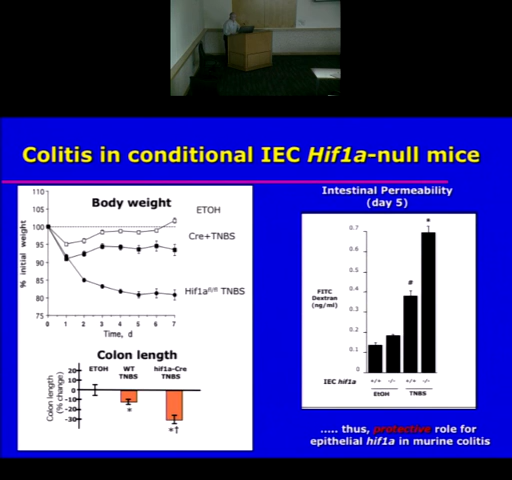 Colitis in conditional IEC Hif1a-null mice
Body weight
110
105
100
95
90
85
80
75
% initial weight
0 1 2 3 4 5 6 7
Time, d
ETOH
Cre+TNBS
Hif1a fl/fl TNBS
Colon length
ETOH
WT
TNBS
hif1a-Cre
TNBS
Colon length
(% change)
20
10
0
-10
-20
-30
*
*†
Intestinal Permeability
(day 5)
FITC
Dextran
(ng/ml)
0.7
0.6
0.5
0.4
0.3
0.2
0.1
0
#
*
IEC hif1a
+/+ -/- +/+ -/-
EtOH TNBS
..... thus, protective role for
epithelial hif1a in murine colitis